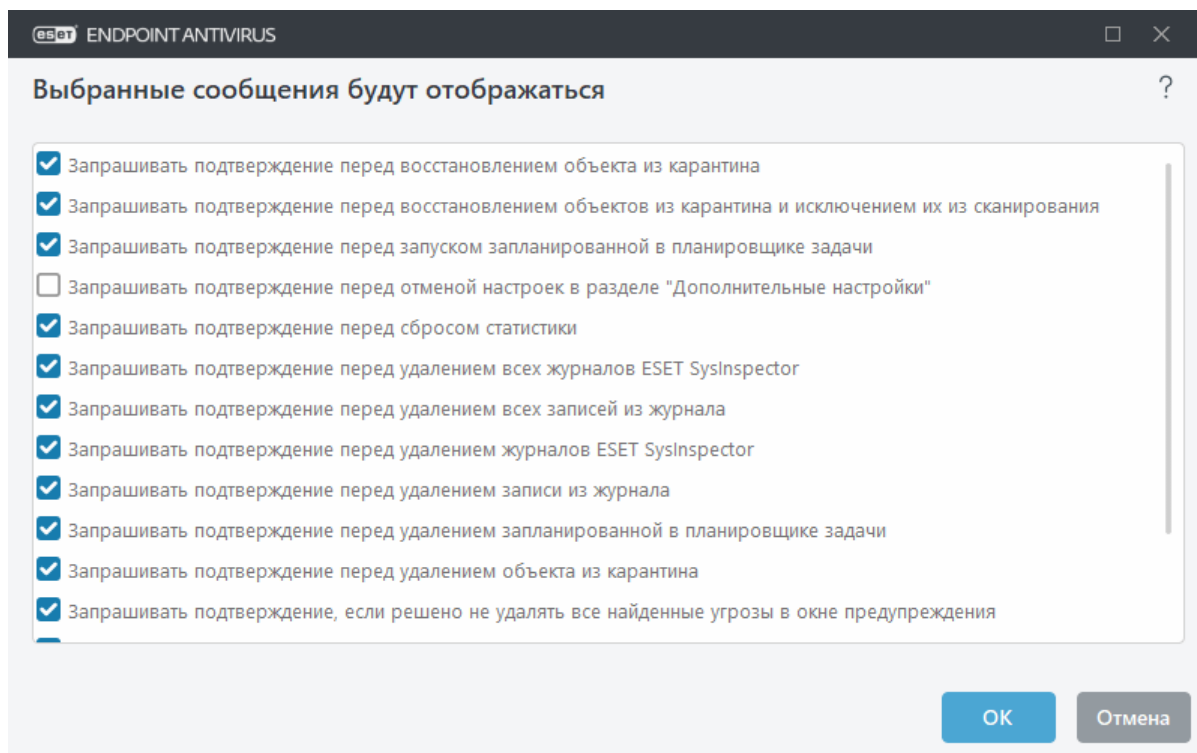 eset ENDPOINT ANTIVIRUS
Выбранные сообщения будут отображаться
?
Запрашивать подтверждение перед восстановлением объекта из карантина
Запрашивать подтверждение перед восстановлением объектов из карантина и исключением их из сканирования
Запрашивать подтверждение перед запуском запланированной в планировщике задачи
Запрашивать подтверждение перед отменой настроек в разделе "Дополнительные настройки"
Запрашивать подтверждение перед сбросом статистики
Запрашивать подтверждение перед удалением всех журналов ESET SysInspector
Запрашивать подтверждение перед удалением всех записей из журнала
Запрашивать подтверждение перед удалением журналов ESET SysInspector
Запрашивать подтверждение перед удалением записи из журнала
Запрашивать подтверждение перед удалением запланированной в планировщике задачи
Запрашивать подтверждение перед удалением объекта из карантина
Запрашивать подтверждение, если решено не удалять все найденные угрозы в окне предупреждения
OK
Отмена